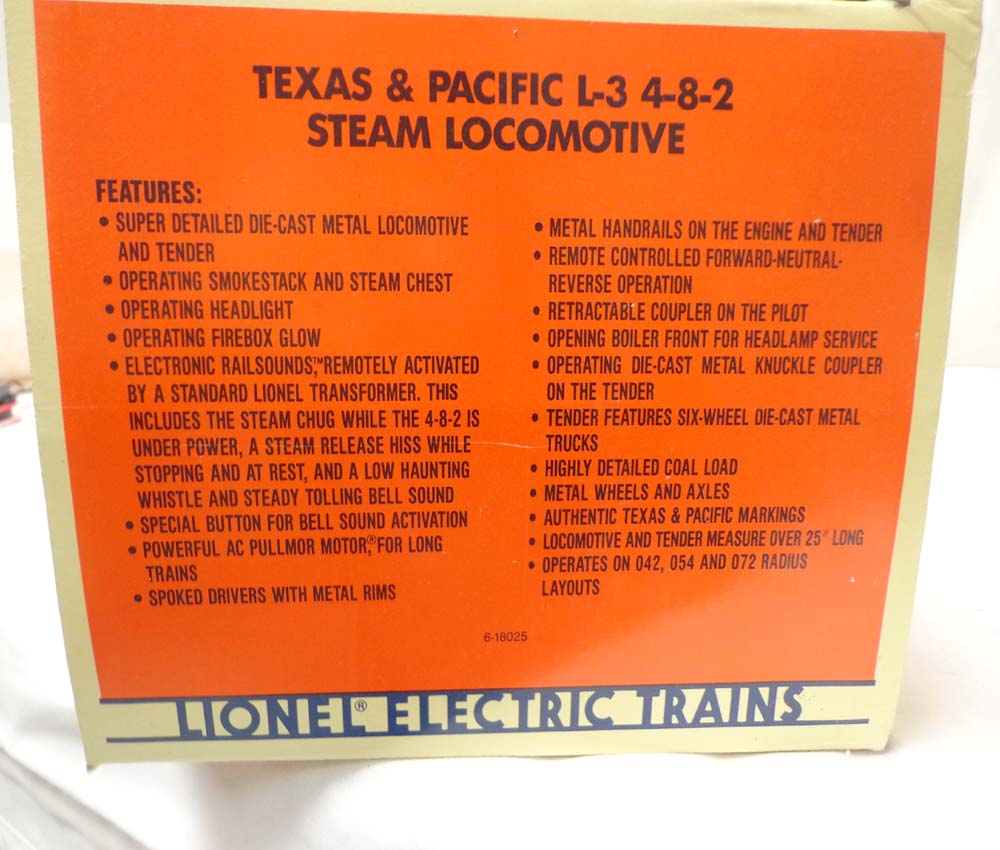 TEXAS & PACIFIC L-3 4-8-2
STEAM LOCOMOTIVE
FEATURES:
• SUPER DETAILED DIE-CAST METAL LOCOMOTIVE
AND TENDER
• OPERATING SMOKESTACK AND STEAM CHEST
• OPERATING HEADLIGHT
• OPERATING FIREBOX GLOW
• ELECTRONIC RAILSOUNDS,™ REMOTELY ACTIVATED
BY A STANDARD LIONEL TRANSFORMER. THIS
INCLUDES THE STEAM CHUG WHILE THE 4-8-2 IS
UNDER POWER, A STEAM RELEASE HISS WHILE
STOPPING AND AT REST, AND A LOW HAUNTING
WHISTLE AND STEADY TOLLING BELL SOUND
• SPECIAL BUTTON FOR BELL SOUND ACTIVATION
• POWERFUL AC PULLMOR MOTOR,® FOR LONG
TRAINS
• SPOKED DRIVERS WITH METAL RIMS
• METAL HANDRAILS ON THE ENGINE AND TENDER
• REMOTE CONTROLLED FORWARD-NEUTRAL-
REVERSE OPERATION
• RETRACTABLE COUPLER ON THE PILOT
• OPENING BOILER FRONT FOR HEADLAMP SERVICE
• OPERATING DIE-CAST METAL KNUCKLE COUPLER
ON THE TENDER
• TENDER FEATURES SIX-WHEEL DIE-CAST METAL
TRUCKS
• HIGHLY DETAILED COAL LOAD
• METAL WHEELS AND AXLES
• AUTHENTIC TEXAS & PACIFIC MARKINGS
• LOCOMOTIVE AND TENDER MEASURE OVER 25" LONG
• OPERATES ON 042, 054 AND 072 RADIUS
LAYOUTS
6-18025
LIONEL® ELECTRIC TRAINS